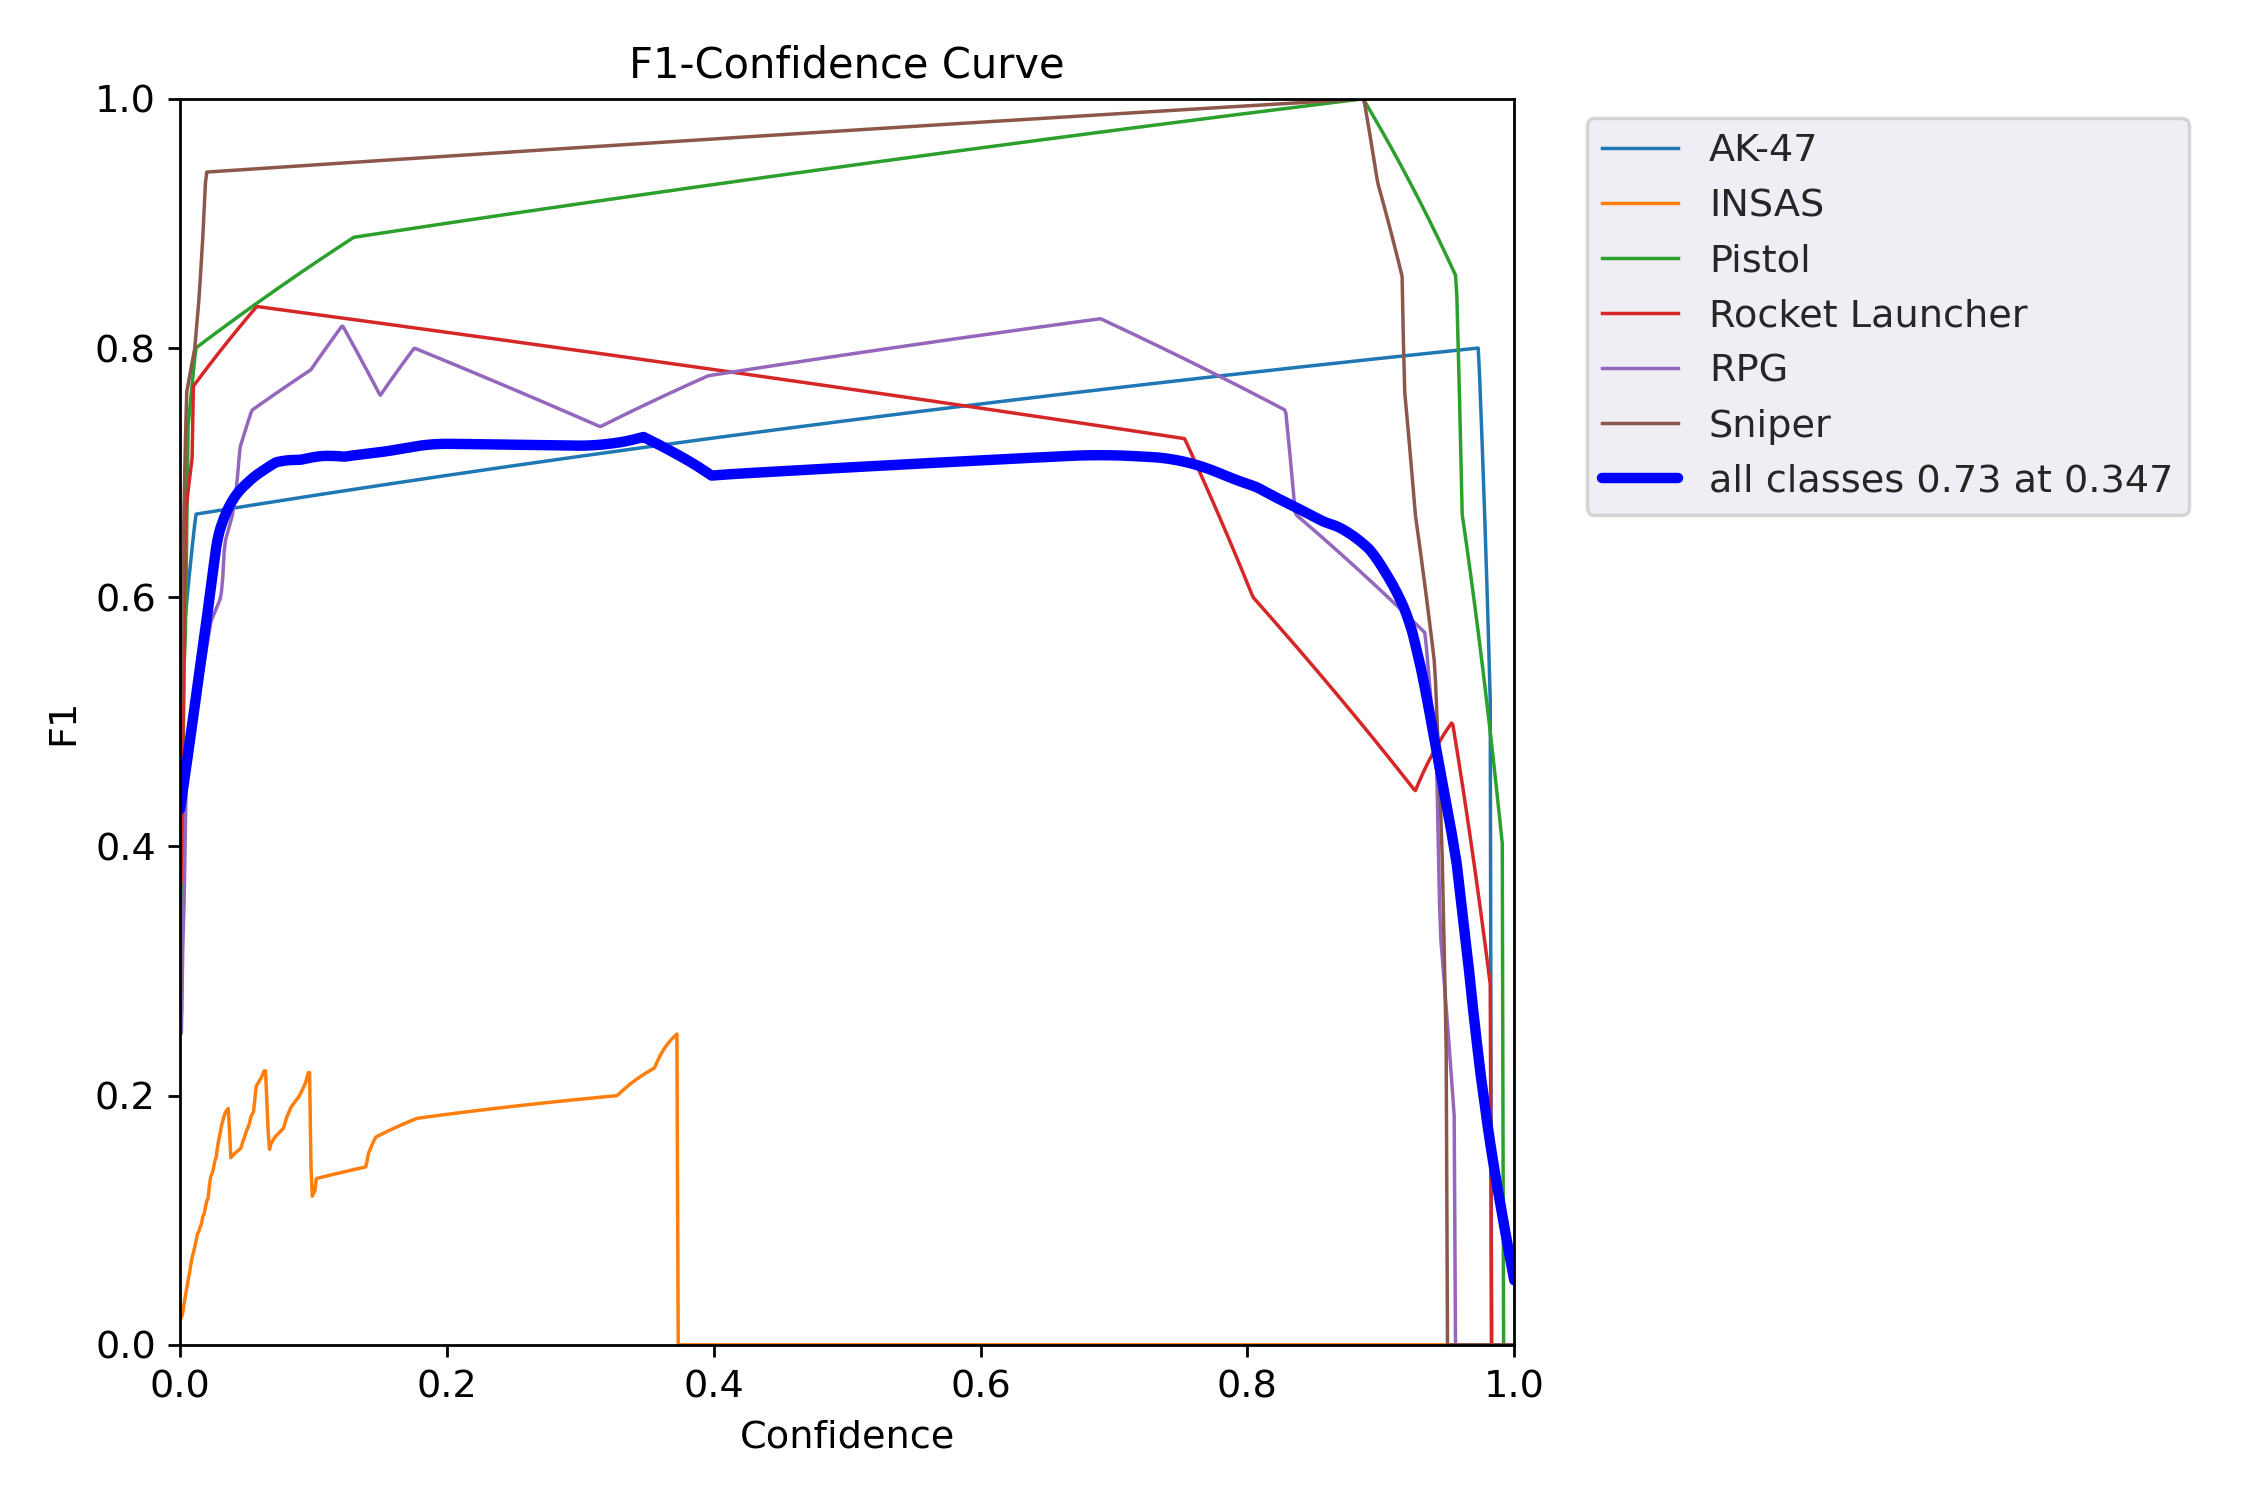 F1-Confidence Curve
1.0
0.8
0.6
0.4
0.2
0.0
F1
0.0 0.2 0.4 0.6 0.8 1.0
Confidence
AK-47
INSAS
Pistol
Rocket Launcher
RPG
Sniper
all classes 0.73 at 0.347